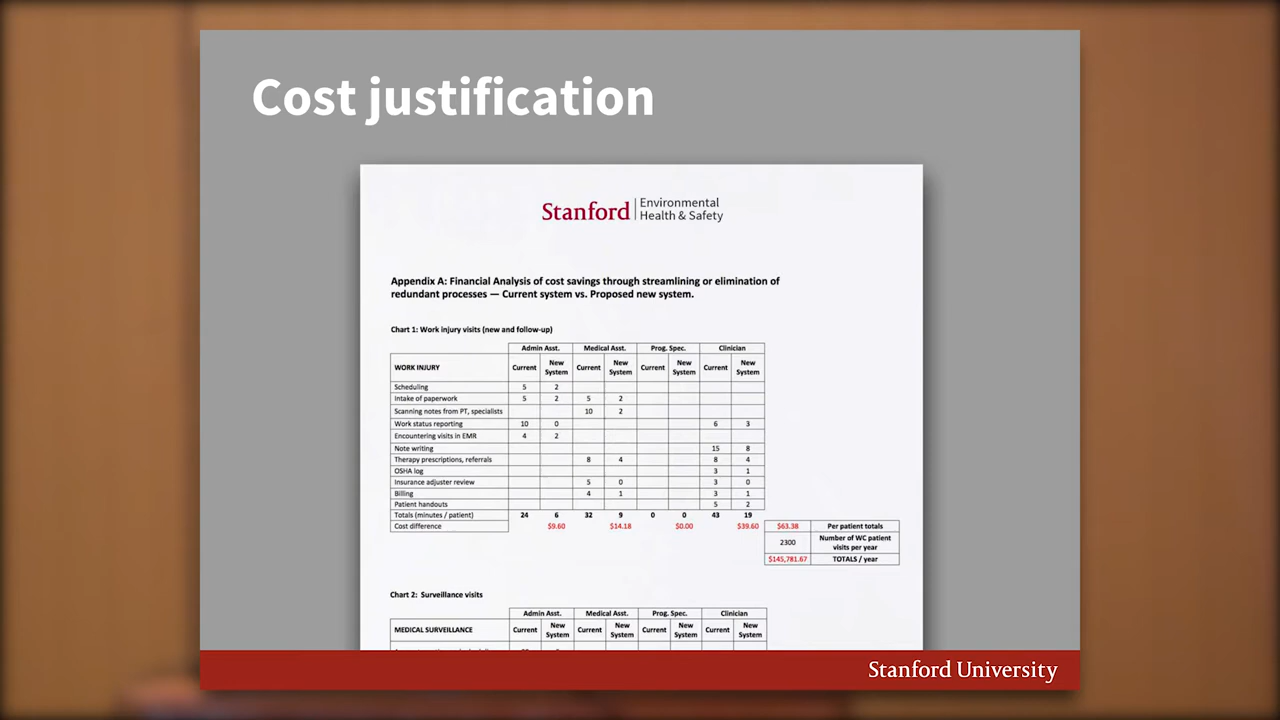 Cost justification
Stanford Environmental
Health & Safety
Appendix A: Financial Analysis of cost savings through streamlining or elimination of
redundant processes — Current system vs. Proposed new system.
Chart 1: Work injury visits (new and follow-up)
Admin Asst. Medical Asst. Prog. Spec. Clinician
WORK INJURY Current New System Current New System Current New System Current New System
Scheduling 5 2
Intake of paperwork 5 2 5 2
Scanning notes from PT, specialists 10 2
Work status reporting 10 0 6 3
Encountering visits in EMR 4 2
Note writing 15 8
Therapy prescriptions, referrals 8 4 8 4
OSHA log 3 1
Insurance adjuster review 5 0 3 0
Billing 4 1 3 1
Patient handouts 5 2
Totals (minutes / patient) 24 6 32 9 0 0 43 19
Cost difference $9.60 $14.18 $0.00 $39.60 $63.38 Per patient totals
2300 Number of WC patient visits per year
$145,781.67 TOTALS / year
Chart 2: Surveillance visits
Admin Asst. Medical Asst. Prog. Spec. Clinician
MEDICAL SURVEILLANCE Current New System Current New System Current New System Current New System
Stanford University